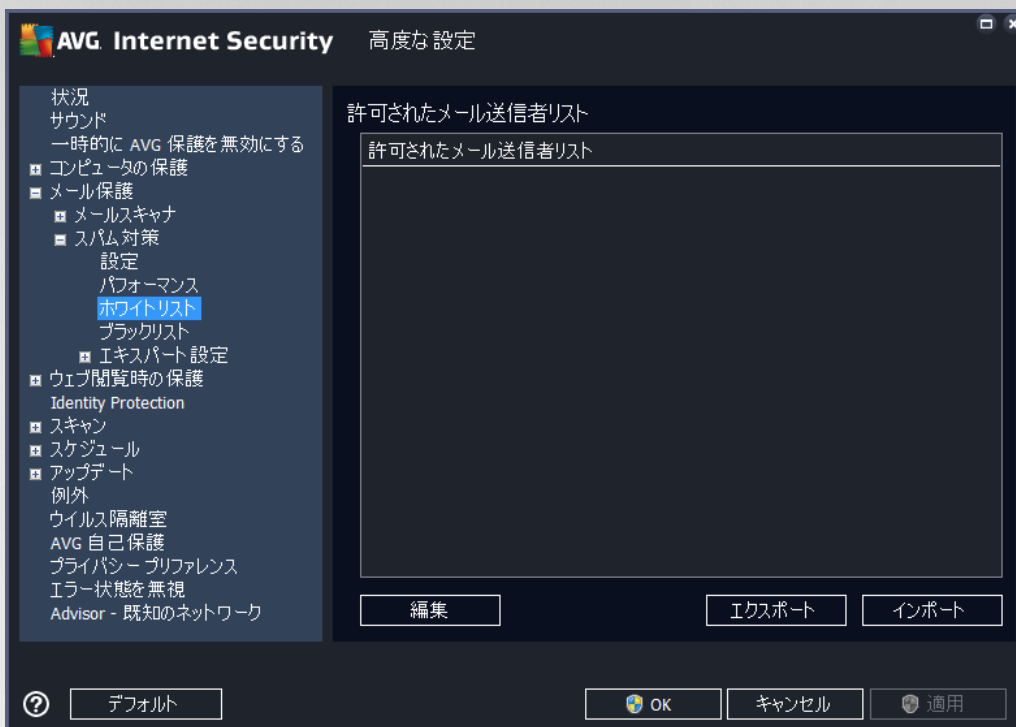 AVG. Internet Security 高度な設定
状況
サウンド
一時的に AVG 保護を無効にする
コンピュータの保護
メール保護
メールスキャナ
スパム対策
設定
パフォーマンス
ホワイトリスト
ブラックリスト
エキスパート設定
ウェブ閲覧時の保護
Identity Protection
スキャン
スケジュール
アップデート
例外
ウイルス隔離室
AVG 自己保護
プライバシー プリファレンス
エラー状態を無視
Advisor - 既知のネットワーク
許可されたメール送信者リスト
許可されたメール送信者リスト
編集 エクスポート インポート
デフォルト OK キャンセル 適用